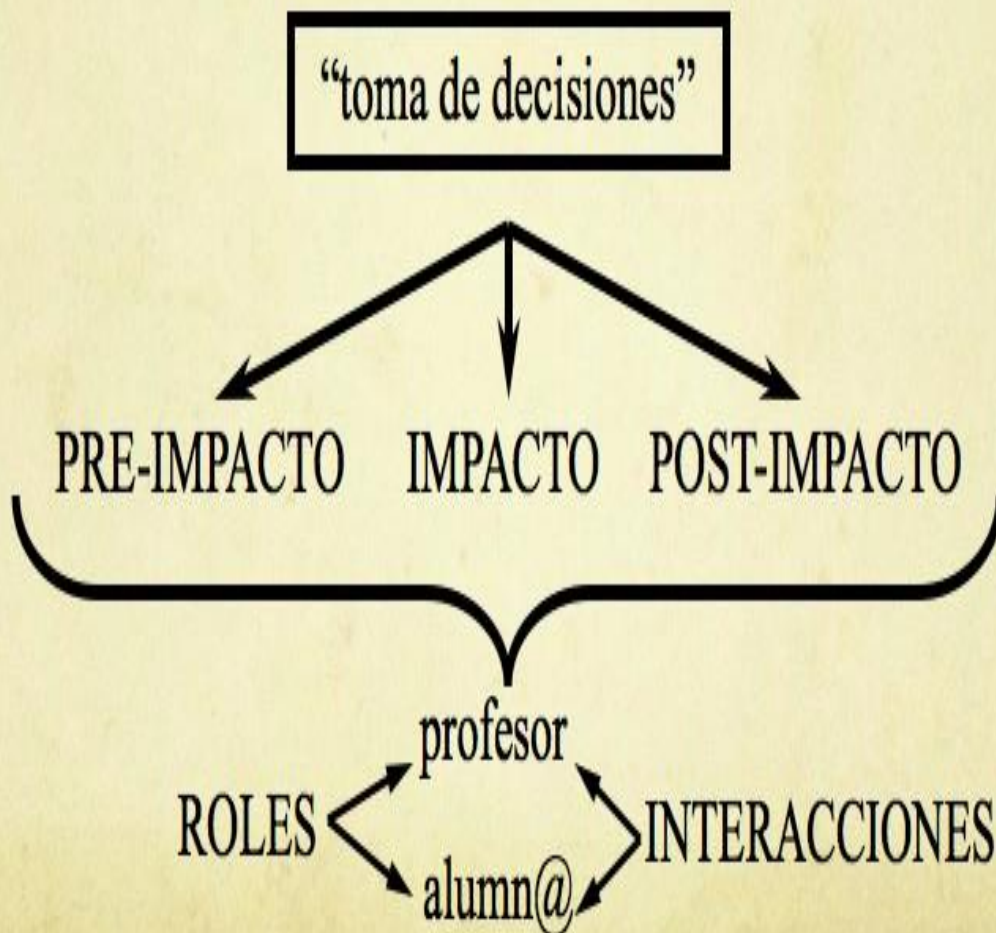 “toma de decisiones”
PRE-IMPACTO IMPACTO POST-IMPACTO
profesor
ROLES INTERACCIONES
alumn@